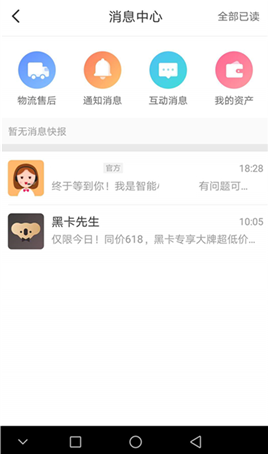 消息中心 全部已读
物流售后 通知消息 互动消息 我的资产
暂无消息快报
官方 18:28
终于等到你！我是智能 有问题可...
黑卡先生 10:05
仅限今日！同价618，黑卡专享大牌超低价...